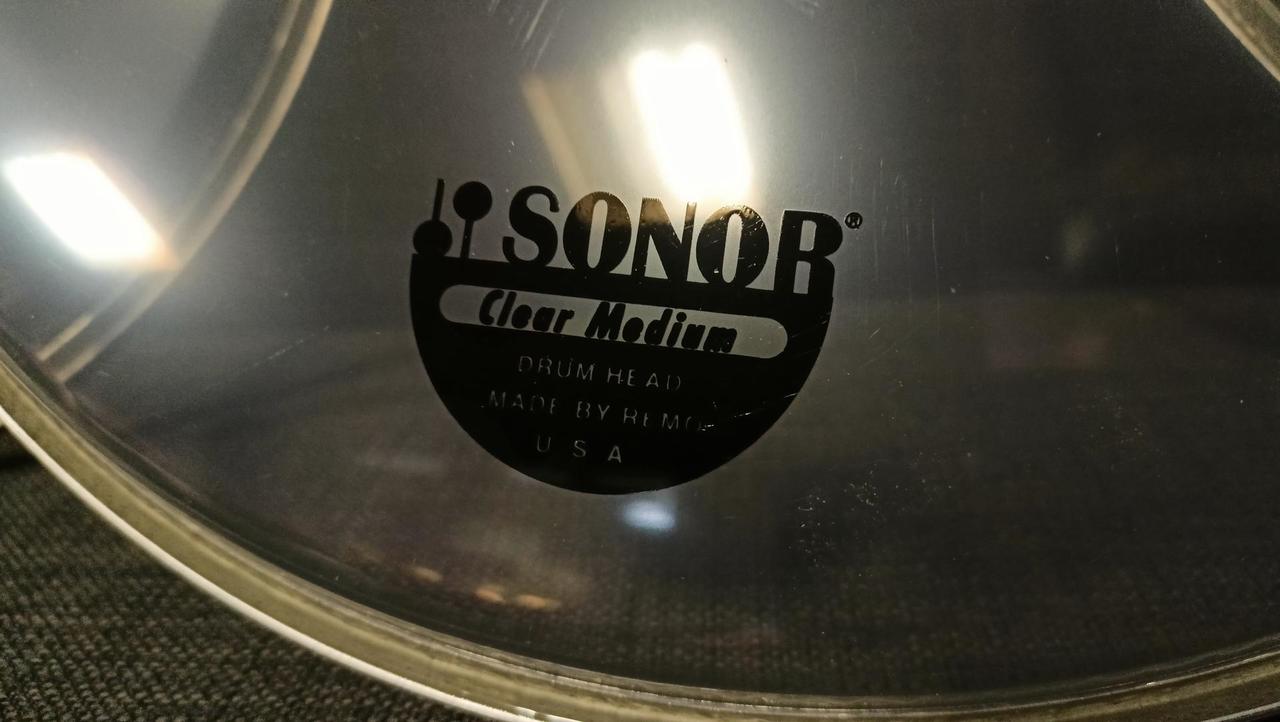 SONOR®
Clear Medium
DRUM HEAD
MADE BY REMO
U S A